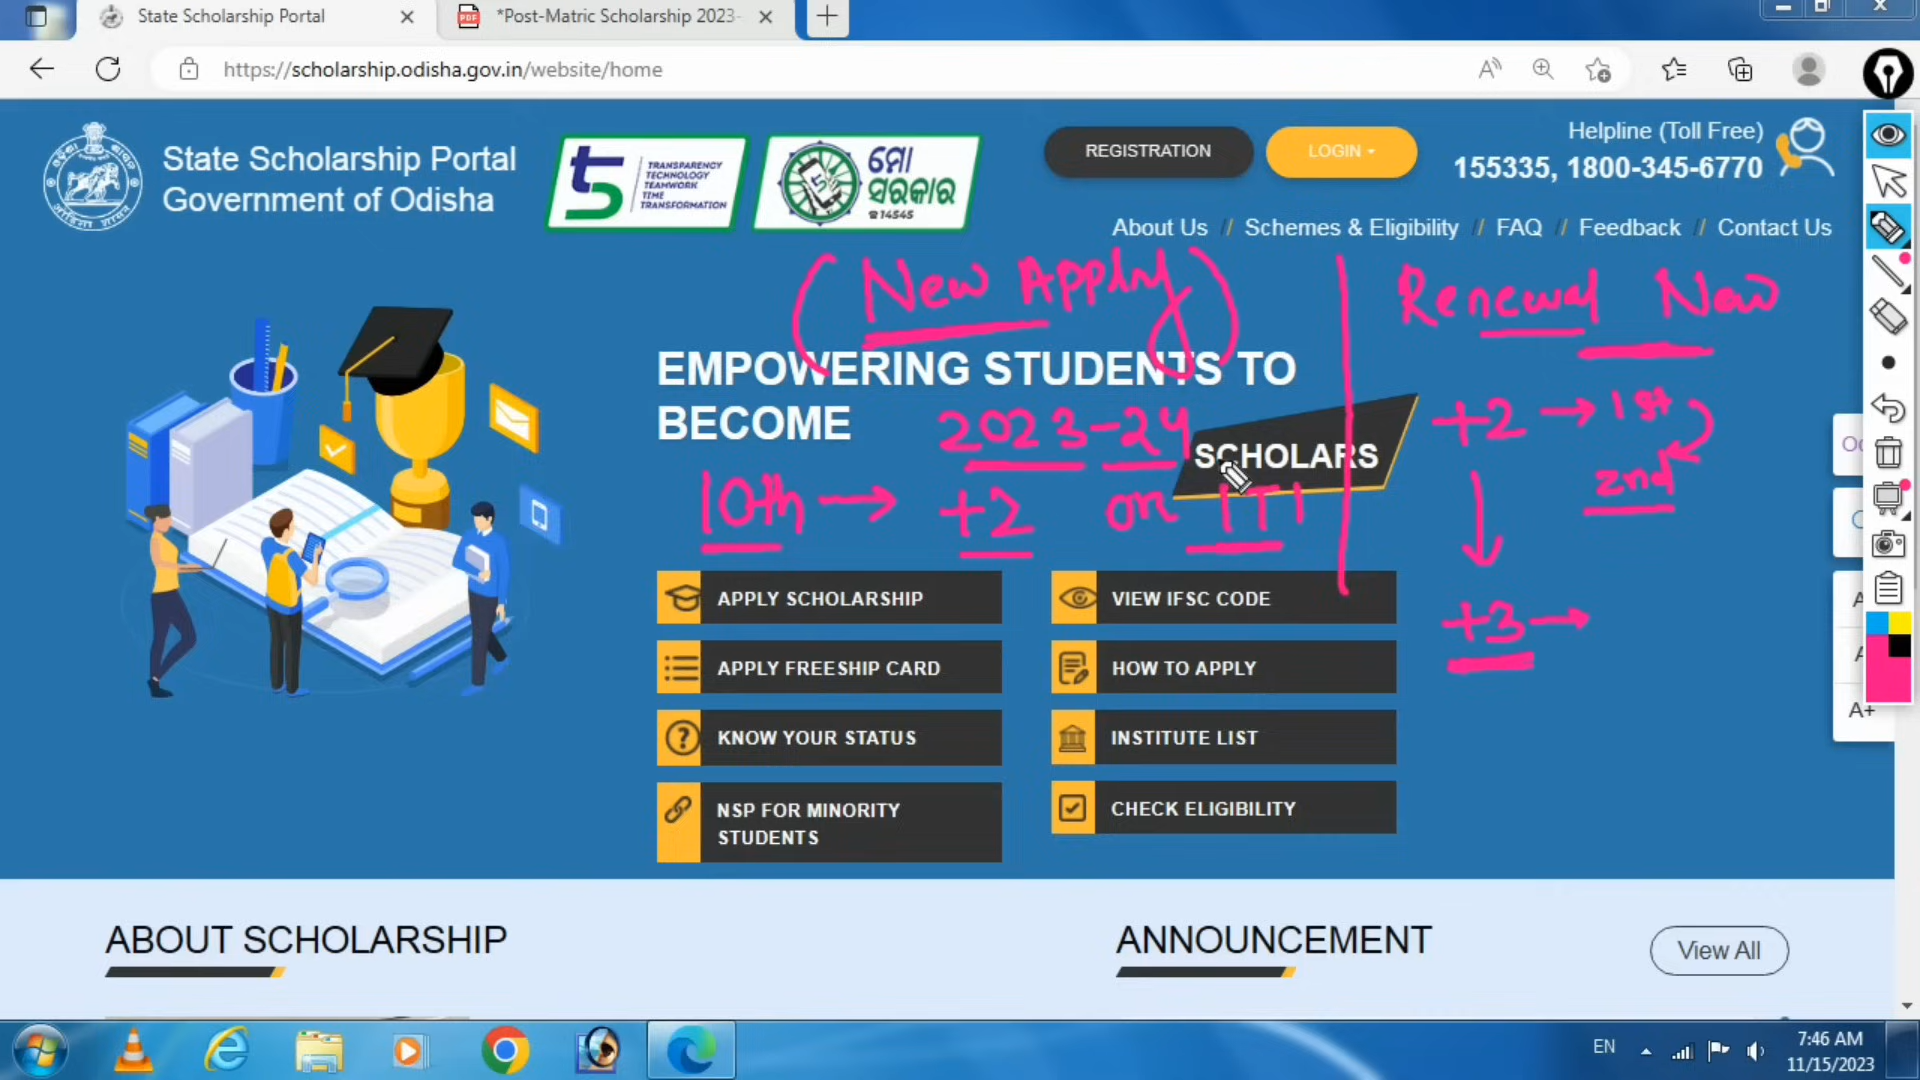 State Scholarship Portal
*Post-Matric Scholarship 2023-
https://scholarship.odisha.gov.in/website/home
State Scholarship Portal
Government of Odisha
t5
TRANSPARENCY
TECHNOLOGY
TEAMWORK
TIME
TRANSFORMATION
ମୋ
ସରକାର
☎14545
REGISTRATION
LOGIN
Helpline (Toll Free)
155335, 1800-345-6770
About Us // Schemes & Eligibility // FAQ // Feedback // Contact Us
(New Apply)
Renewal New
EMPOWERING STUDENTS TO
BECOME
SCHOLARS
2023-24
10th → +2 or ITI
+2 → 1st
2nd
+3 →
APPLY SCHOLARSHIP
VIEW IFSC CODE
APPLY FREESHIP CARD
HOW TO APPLY
KNOW YOUR STATUS
INSTITUTE LIST
NSP FOR MINORITY
STUDENTS
CHECK ELIGIBILITY
A+
ABOUT SCHOLARSHIP
ANNOUNCEMENT
View All
EN
7:46 AM
11/15/2023